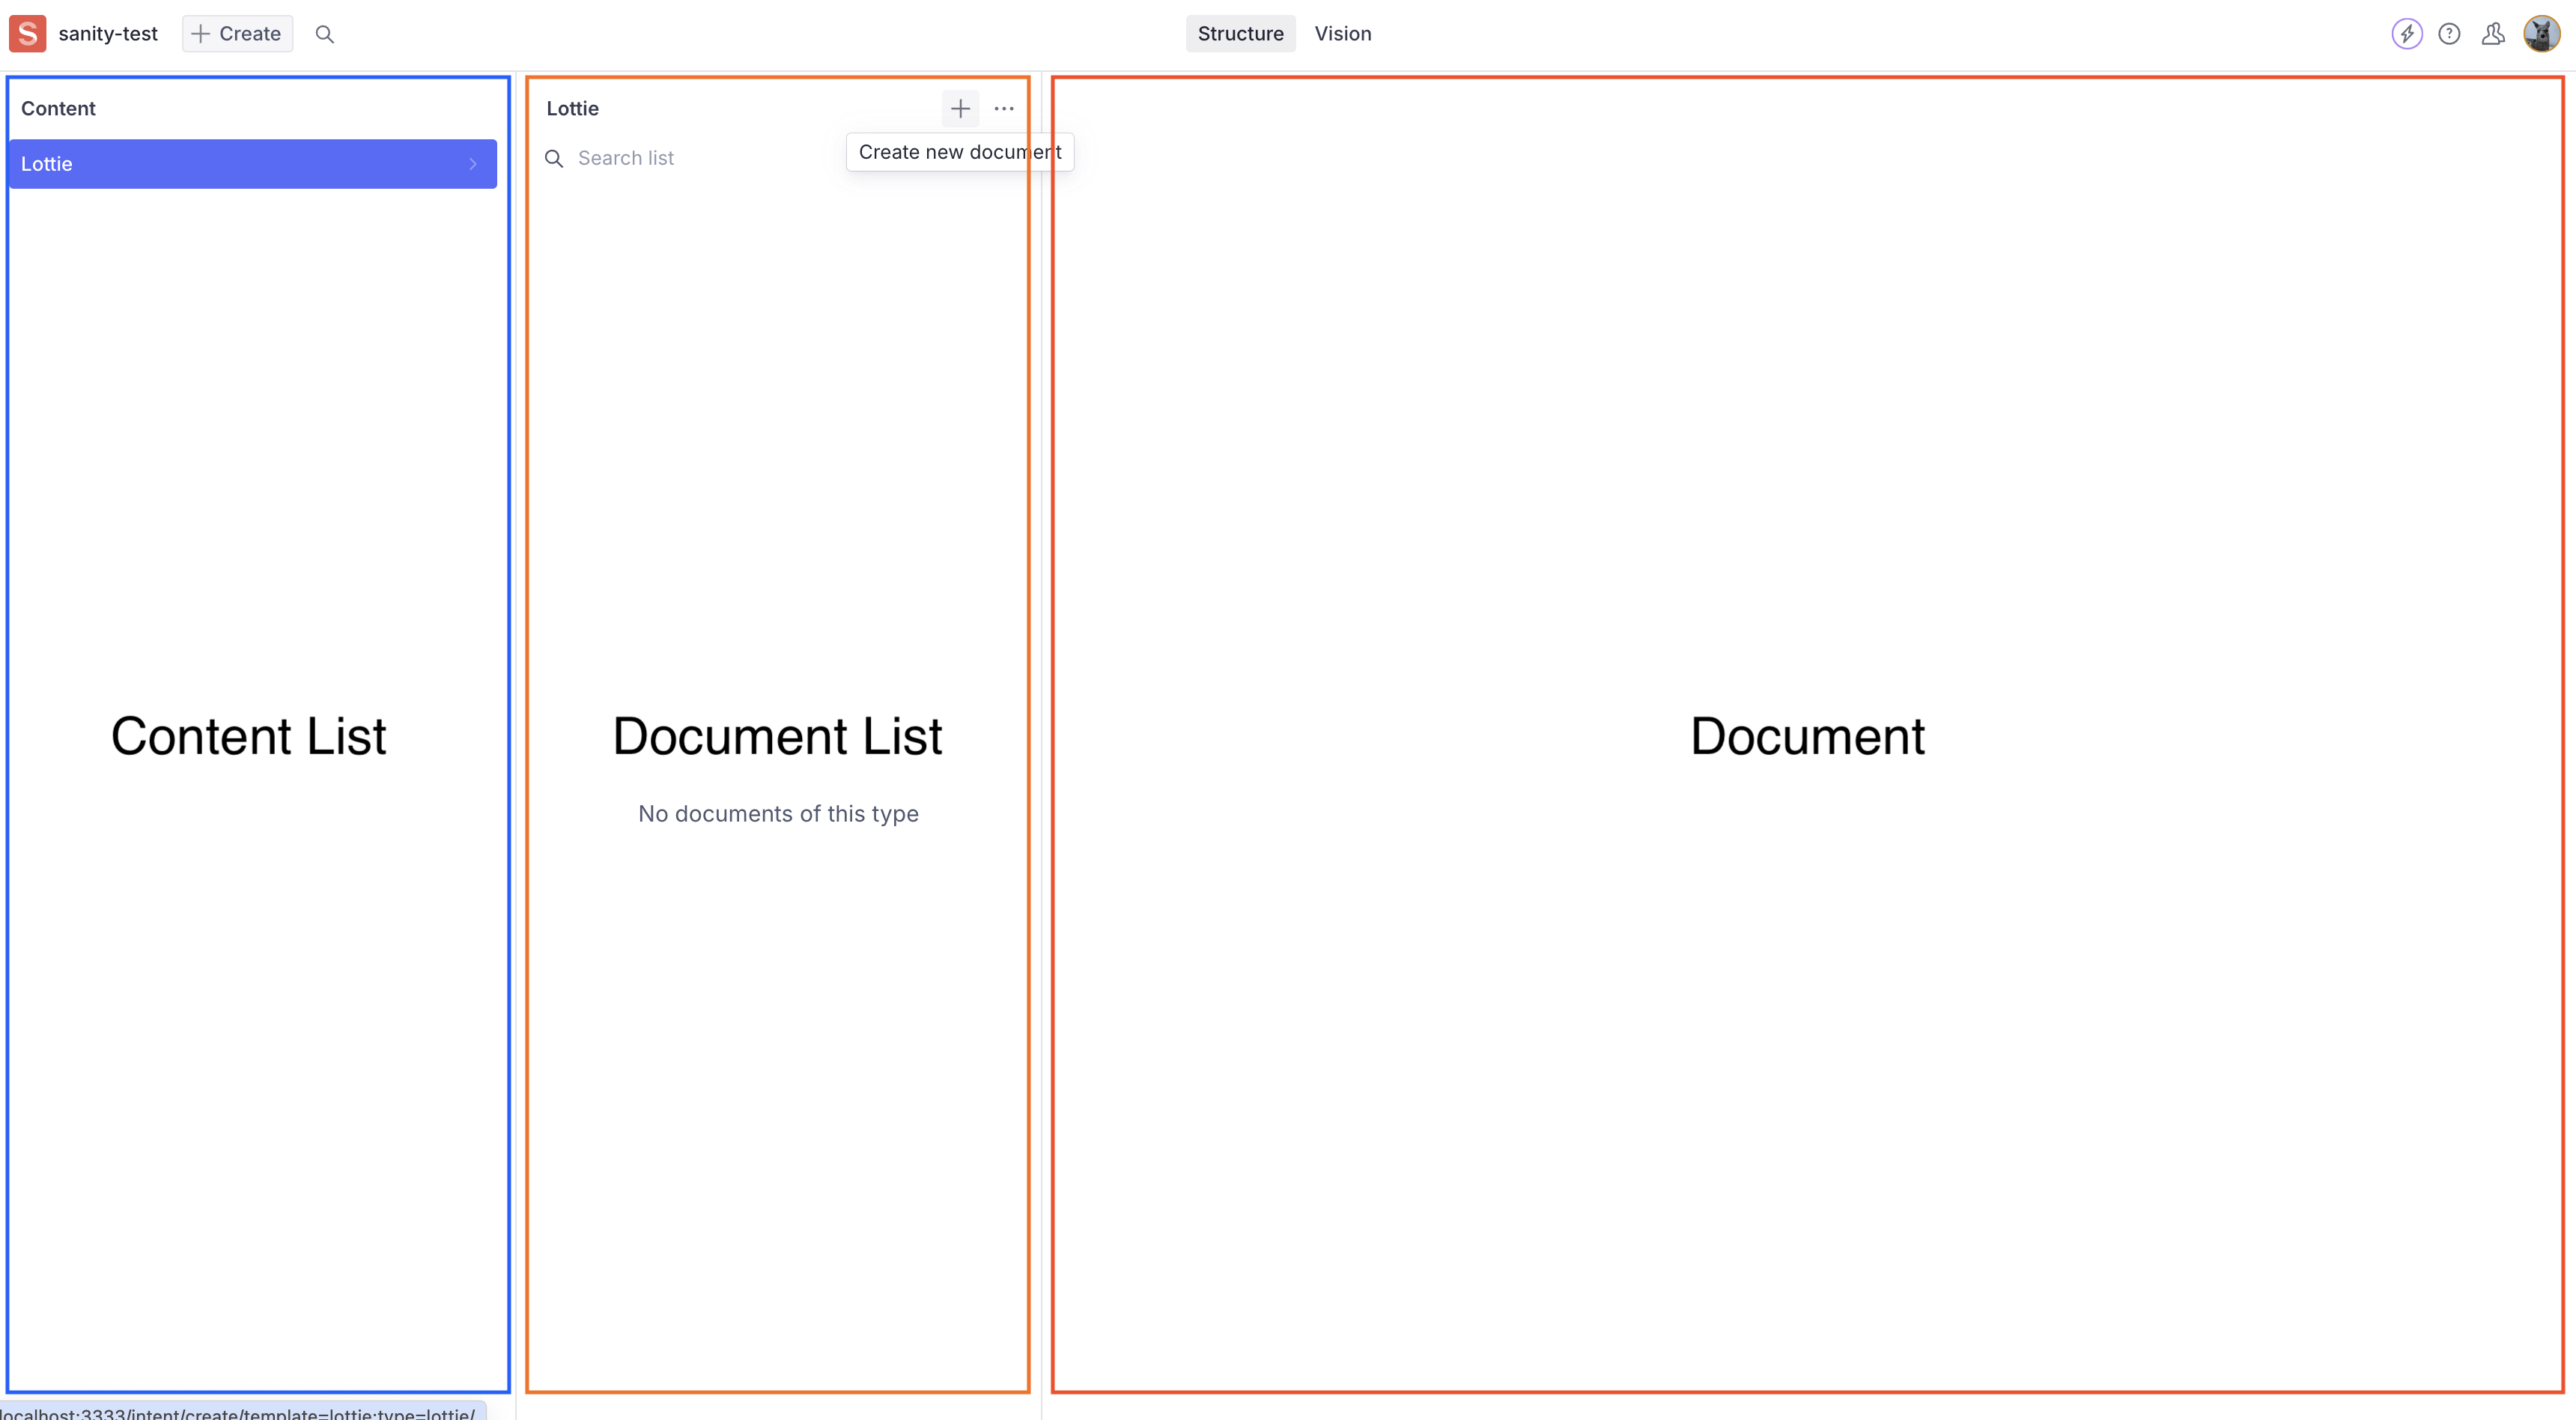 S sanity-test + Create Structure Vision
Content
Lottie
Content List
Lottie
Search list
Create new document
Document List
No documents of this type
Document
localhost:3333/intent/create/template=lottie;type=lottie/